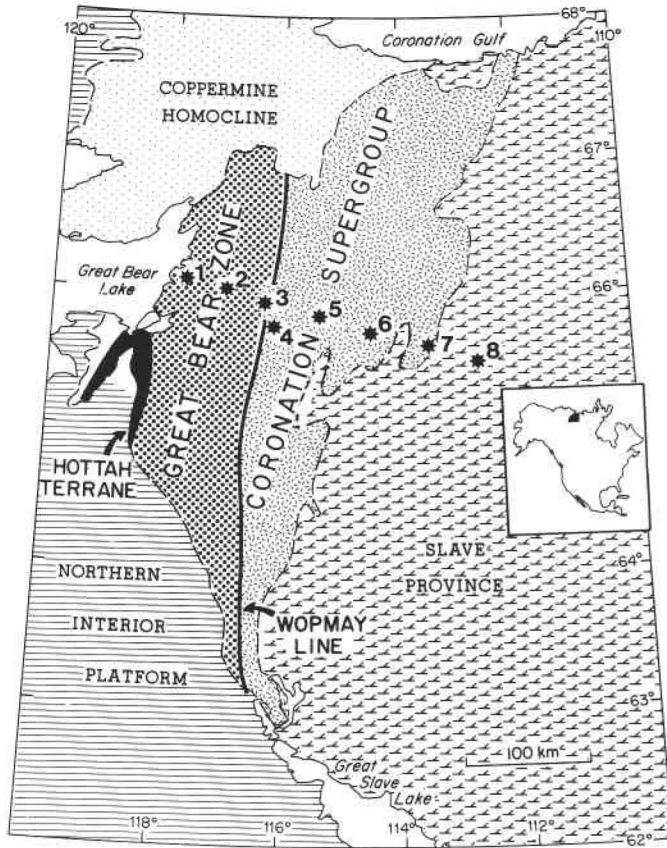 120°
68°
110°
Coronation Gulf
COPPERMINE
HOMOCLINE
67°
SUPERGROUP
GREAT BEAR ZONE
Great Bear
Lake
1
2
3
4
5
6
7
8
66°
CORONATION
HOTTAH
TERRANE
SLAVE
PROVINCE
64°
NORTHERN
INTERIOR
PLATFORM
WOPMAY
LINE
63°
100 km
Great
Slave
Lake
118°
116°
114°
112°
62°